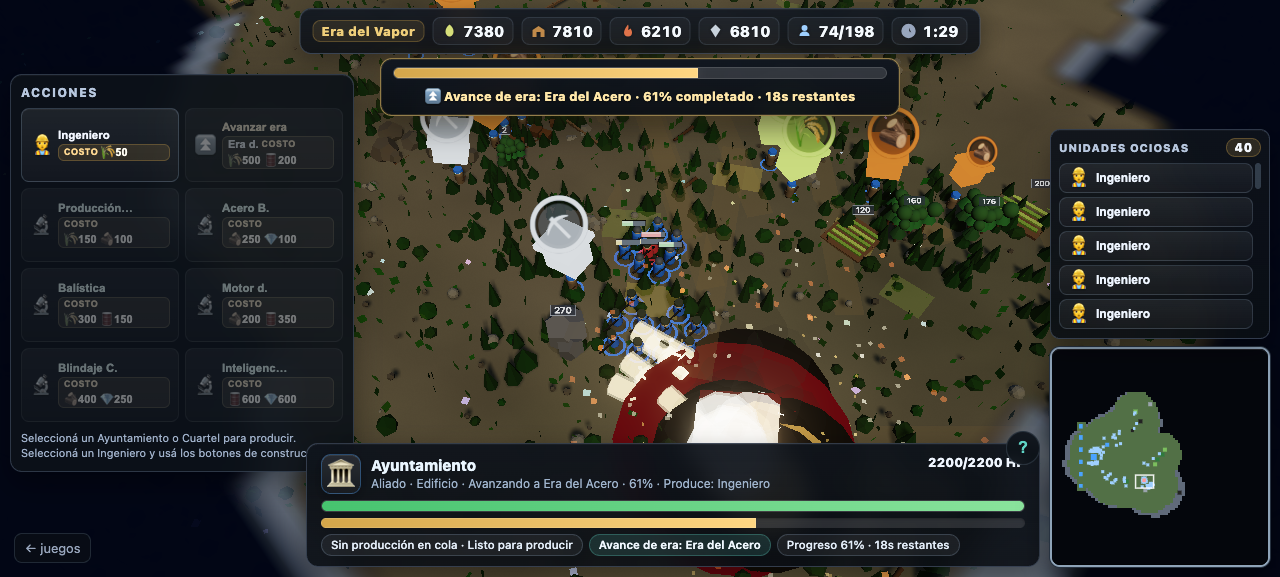 Era del Vapor
7380
7810
6210
6810
74/198
1:29
Avance de era: Era del Acero · 61% completado · 18s restantes
ACCIONES
Ingeniero
COSTO 50
Avanzar era
Era d. COSTO
500 200
Producción...
COSTO
150 100
Acero B.
COSTO
250 100
Balística
COSTO
300 150
Motor d.
COSTO
200 350
Blindaje C.
COSTO
400 250
Inteligenc...
COSTO
600 600
Seleccioná un Ayuntamiento o Cuartel para producir.
Seleccioná un Ingeniero y usá los botones de construc
2
120
160
176
200
270
UNIDADES OCIOSAS 40
Ingeniero
Ingeniero
Ingeniero
Ingeniero
Ingeniero
?
Ayuntamiento
2200/2200 H
Aliado · Edificio · Avanzando a Era del Acero · 61% · Produce: Ingeniero
Sin producción en cola · Listo para producir
Avance de era: Era del Acero
Progreso 61% · 18s restantes
← juegos